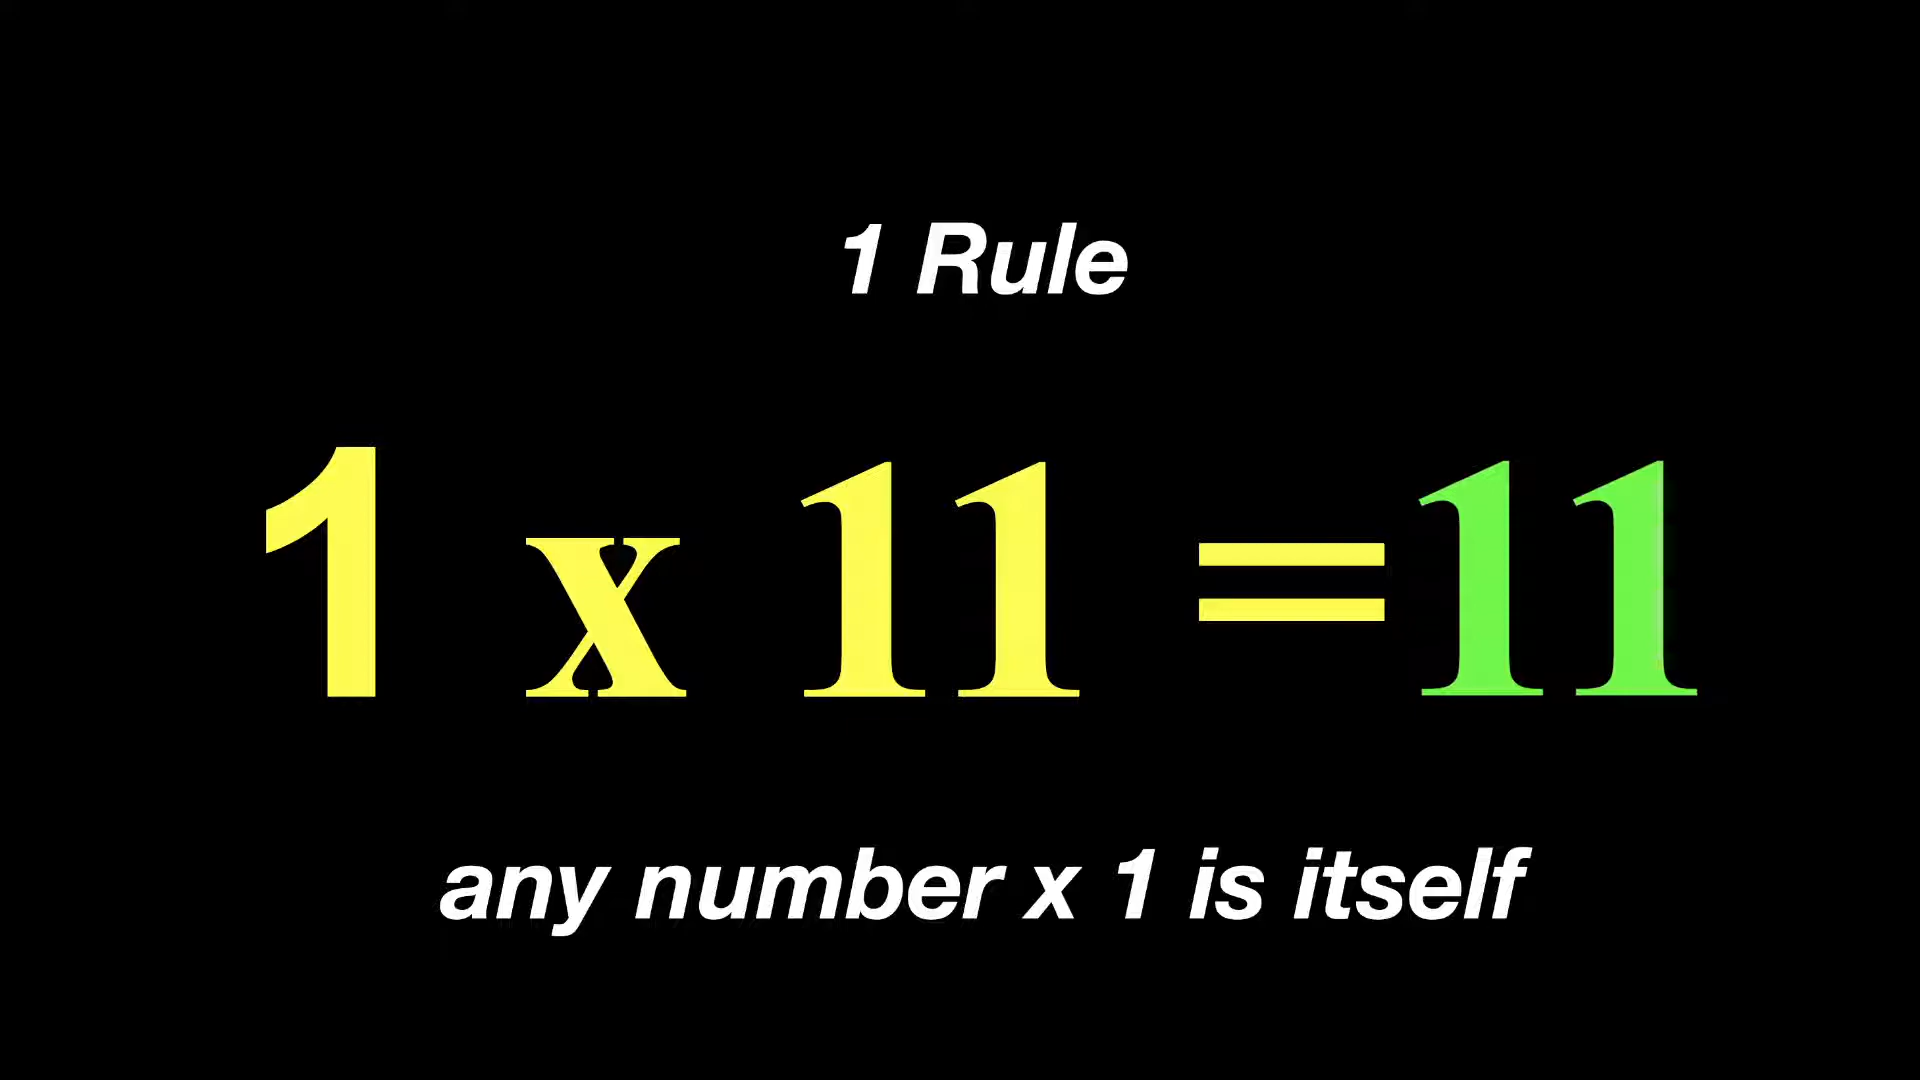 1 Rule
1 x 11 =11
any number x 1 is itself